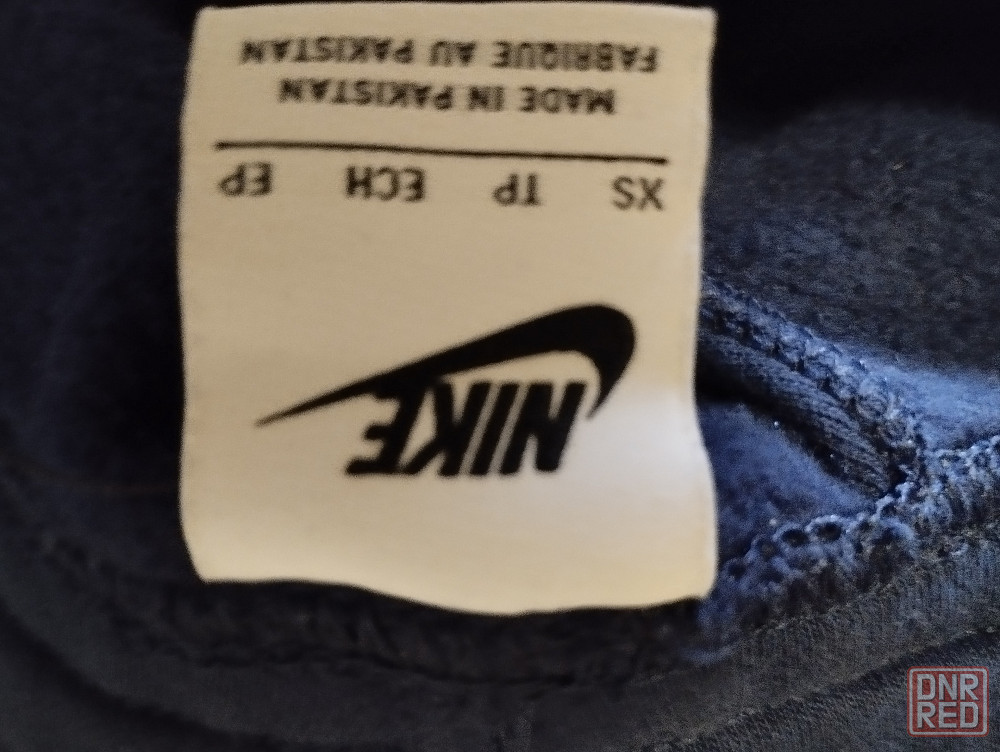 NIKE
XS TP ECH EP
MADE IN PAKISTAN
FABRIQUE AU PAKISTAN
DNR
RED